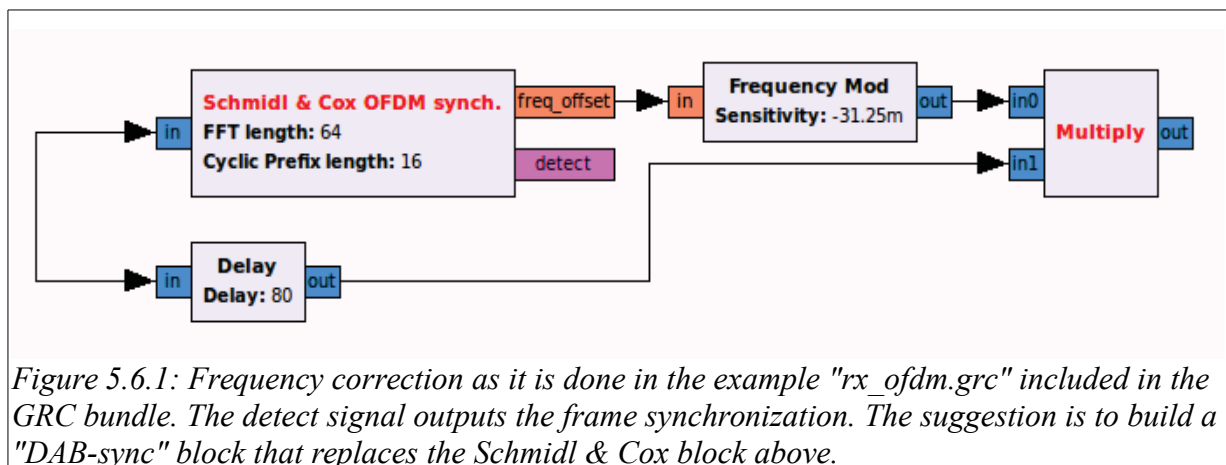 Schmidl & Cox OFDM synch.
FFT length: 64
Cyclic Prefix length: 16
in
freq_offset
detect
in
Frequency Mod
Sensitivity: -31.25m
out
in0
in1
Multiply
out
in
Delay
Delay: 80
out
Figure 5.6.1: Frequency correction as it is done in the example "rx_ofdm.grc" included in the
GRC bundle. The detect signal outputs the frame synchronization. The suggestion is to build a
"DAB-sync" block that replaces the Schmidl & Cox block above.